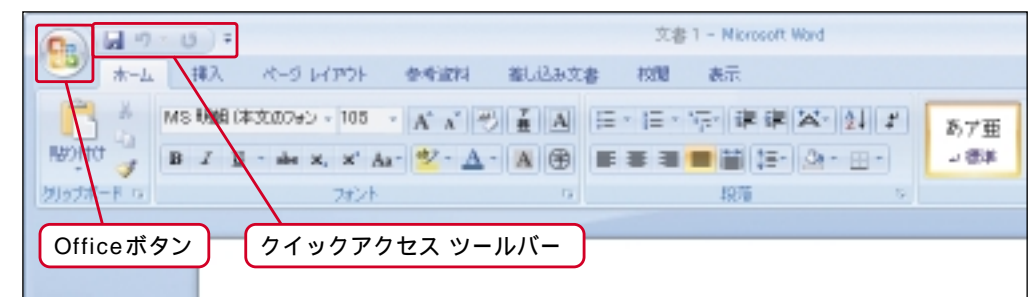 文書 1 - Microsoft Word
ホーム 挿入 ページ レイアウト 参考資料 差し込み文書 校閲 表示
MS 明朝 (本文のフォン 10.5 A A A A
貼り付け B I U abc x, x' Aa A A あア亜
標準
クリップボード フォント 段落
Officeボタン クイックアクセス ツールバー